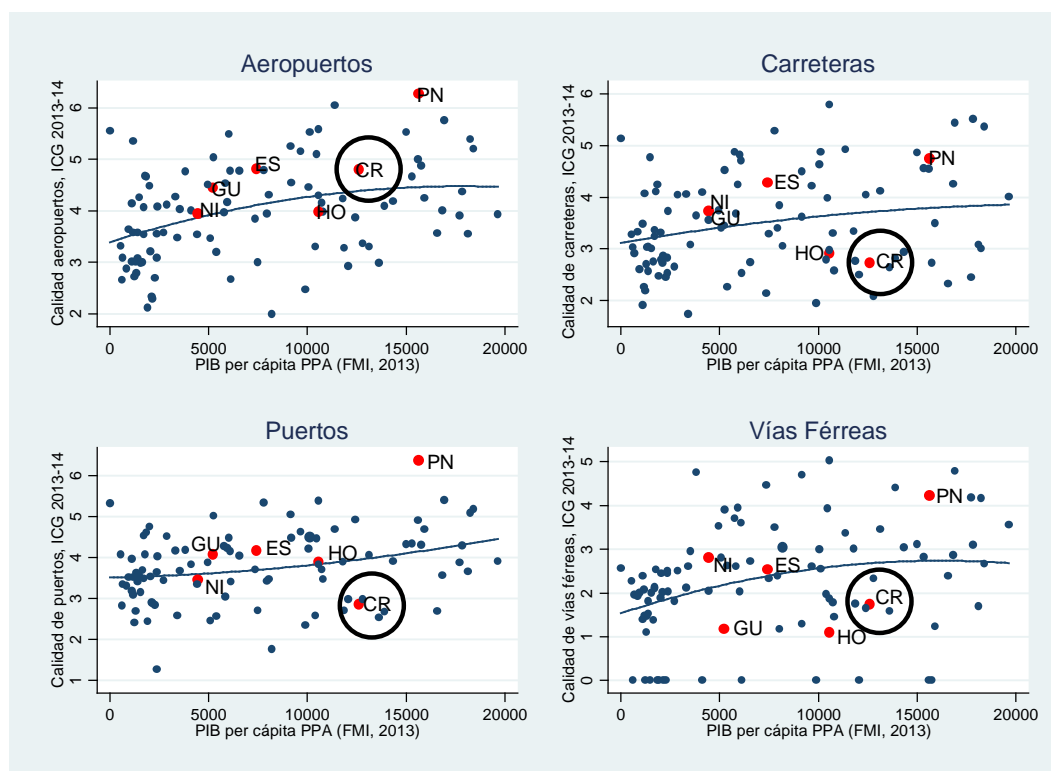 Aeropuertos
Calidad aeropuertos, ICG 2013-14
6
5
4
3
2
PN
ES
CR
GU
NI
HO
0 5000 10000 15000 20000
PIB per cápita PPA (FMI, 2013)
Carreteras
Calidad de carreteras, ICG 2013-14
6
5
4
3
2
PN
ES
NI
GU
HO
CR
0 5000 10000 15000 20000
PIB per cápita PPA (FMI, 2013)
Puertos
Calidad de puertos, ICG 2013-14
6
5
4
3
2
1
PN
GU
ES
HO
NI
CR
0 5000 10000 15000 20000
PIB per cápita PPA (FMI, 2013)
Vías Férreas
Calidad de vías férreas, ICG 2013-14
5
4
3
2
1
0
PN
NI
ES
CR
GU
HO
0 5000 10000 15000 20000
PIB per cápita PPA (FMI, 2013)